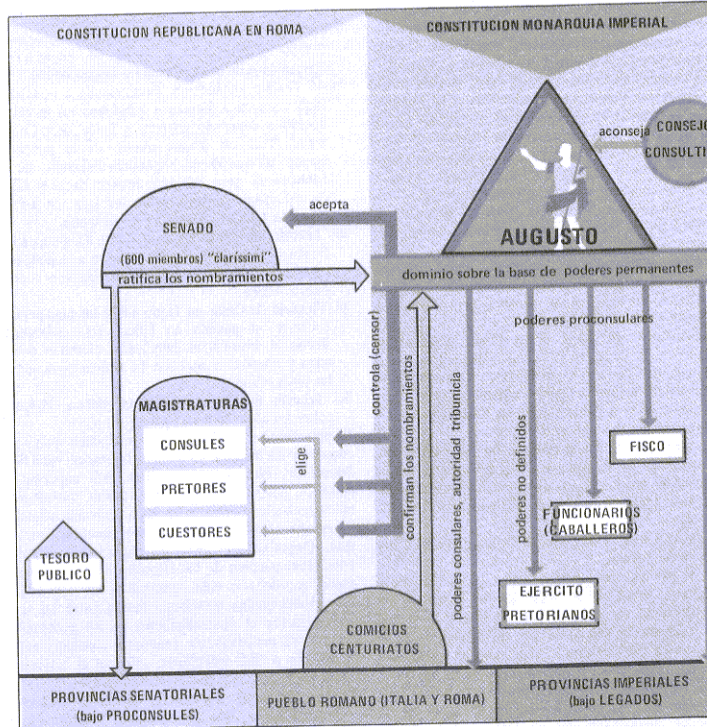 CONSTITUCION REPUBLICANA EN ROMA
CONSTITUCION MONARQUIA IMPERIAL
aconseja
CONSEJO
CONSULTI
acepta
SENADO
(600 miembros) "claríssimi"
AUGUSTO
ratifica los nombramientos
dominio sobre la base de poderes permanentes
poderes proconsulares
controla (censor)
confirman los nombramientos
poderes consulares, autoridad tribunicia
poderes no definidos
MAGISTRATURAS
CONSULES
PRETORES
CUESTORES
elige
FISCO
FUNCIONARIOS
(CABALLEROS)
TESORO
PUBLICO
EJERCITO
PRETORIANOS
COMICIOS
CENTURIATOS
PROVINCIAS SENATORIALES
(bajo PROCONSULES)
PUEBLO ROMANO (ITALIA Y ROMA)
PROVINCIAS IMPERIALES
(bajo LEGADOS)